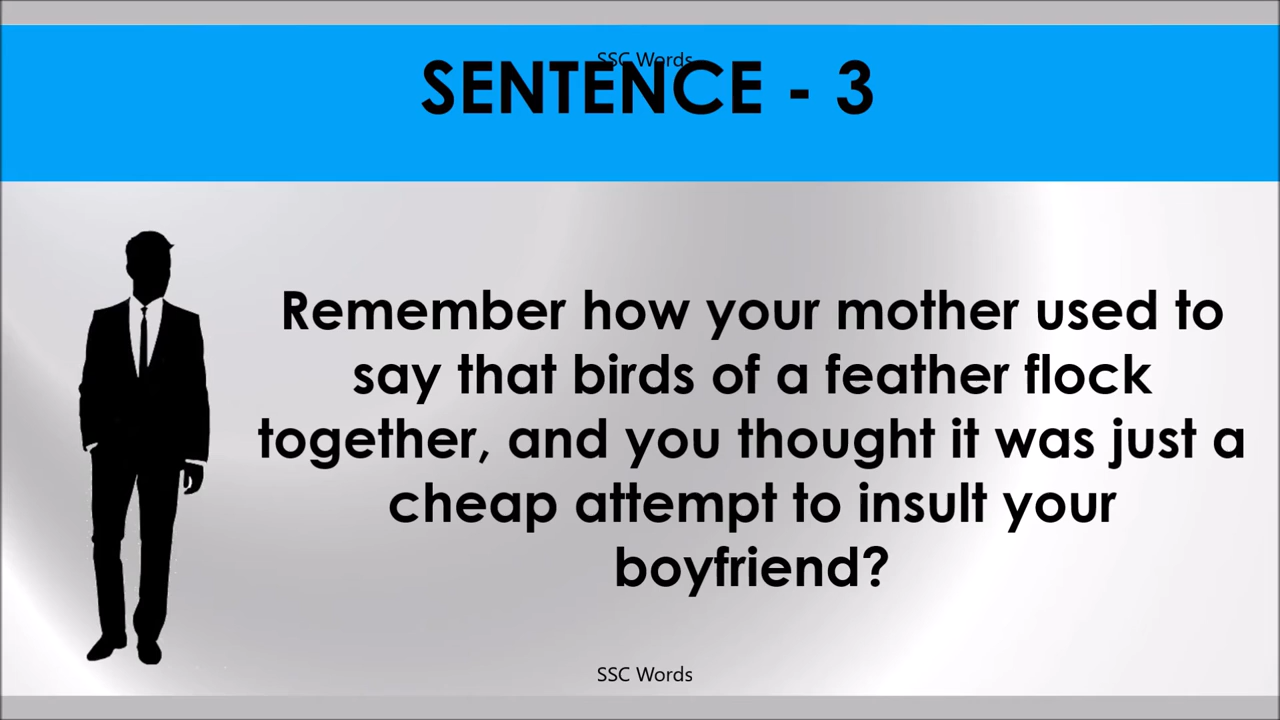 SSC Words
SENTENCE - 3
Remember how your mother used to
say that birds of a feather flock
together, and you thought it was just a
cheap attempt to insult your
boyfriend?
SSC Words